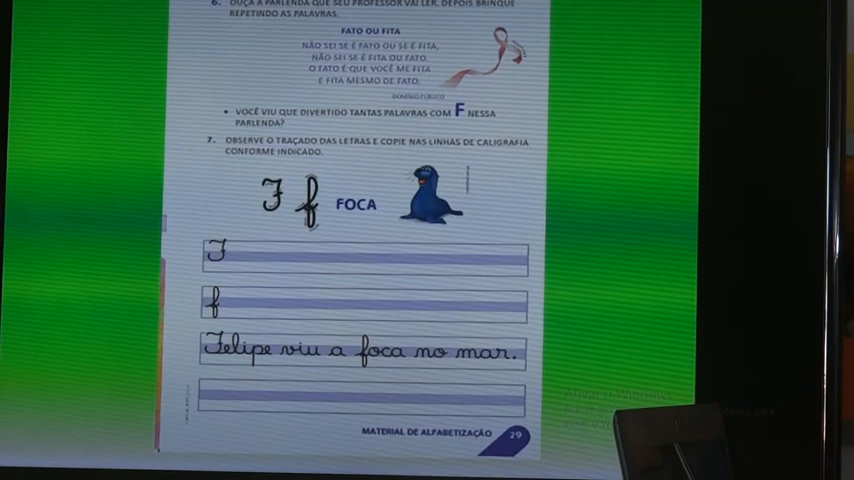 6. OUÇA A PARLENDA QUE SEU PROFESSOR VAI LER. DEPOIS BRINQUE
REPETINDO AS PALAVRAS.
FATO OU FITA
NÃO SEI SE É FATO OU SE É FITA,
NÃO SEI SE É FITA OU FATO.
O FATO É QUE VOCÊ ME FITA
E FITA MESMO DE FATO.
DOMÍNIO PÚBLICO
• VOCÊ VIU QUE DIVERTIDO TANTAS PALAVRAS COM F NESSA
PARLENDA?
7. OBSERVE O TRAÇADO DAS LETRAS E COPIE NAS LINHAS DE CALIGRAFIA
CONFORME INDICADO.
F f FOCA
F
f
Felipe viu a foca no mar.
MATERIAL DE ALFABETIZAÇÃO 29
Ativar o Windows